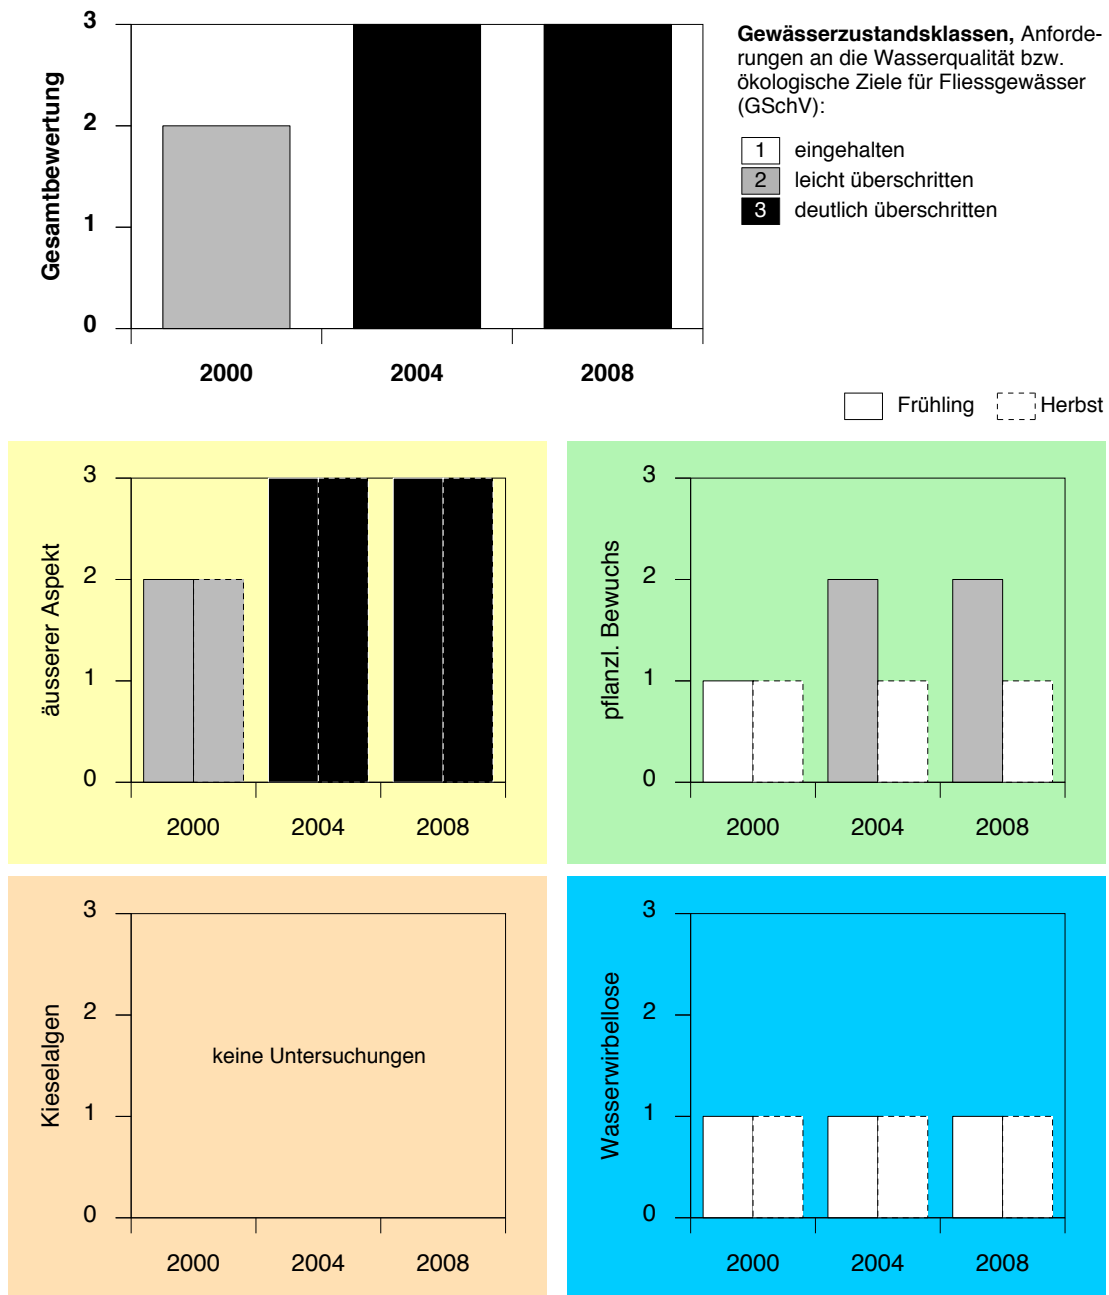 Gesamtbewertung
3
2
1
0
2000 2004 2008
Gewässerzustandsklassen, Anforde-
rungen an die Wasserqualität bzw.
ökologische Ziele für Fliessgewässer
(GSchV):
1 eingehalten
2 leicht überschritten
3 deutlich überschritten
Frühling Herbst
äusserer Aspekt
3
2
1
0
2000 2004 2008
pflanzl. Bewuchs
3
2
1
0
2000 2004 2008
Kieselalgen
3
2
1
0
keine Untersuchungen
2000 2004 2008
Wasserwirbellose
3
2
1
0
2000 2004 2008